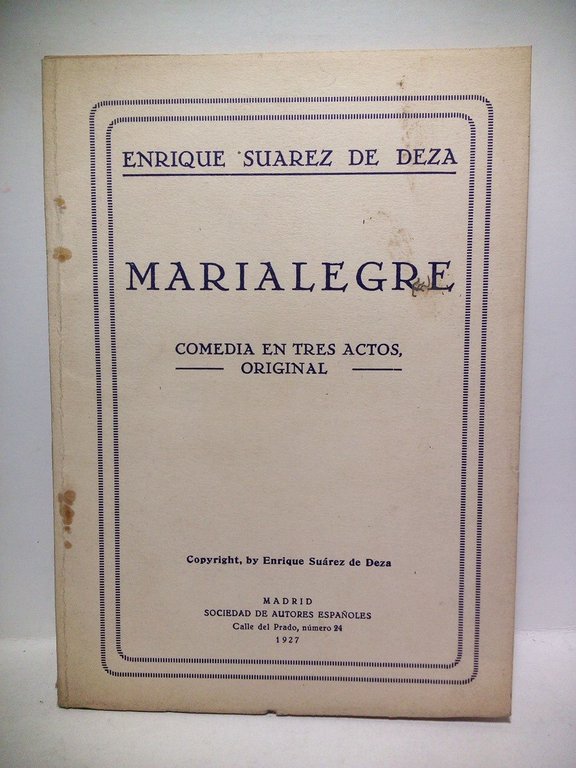 ENRIQUE SUAREZ DE DEZA
MARIALEGRE
COMEDIA EN TRES ACTOS,
ORIGINAL
Copyright, by Enrique Suárez de Deza
MADRID
SOCIEDAD DE AUTORES ESPAÑOLES
Calle del Prado, número 24
1927